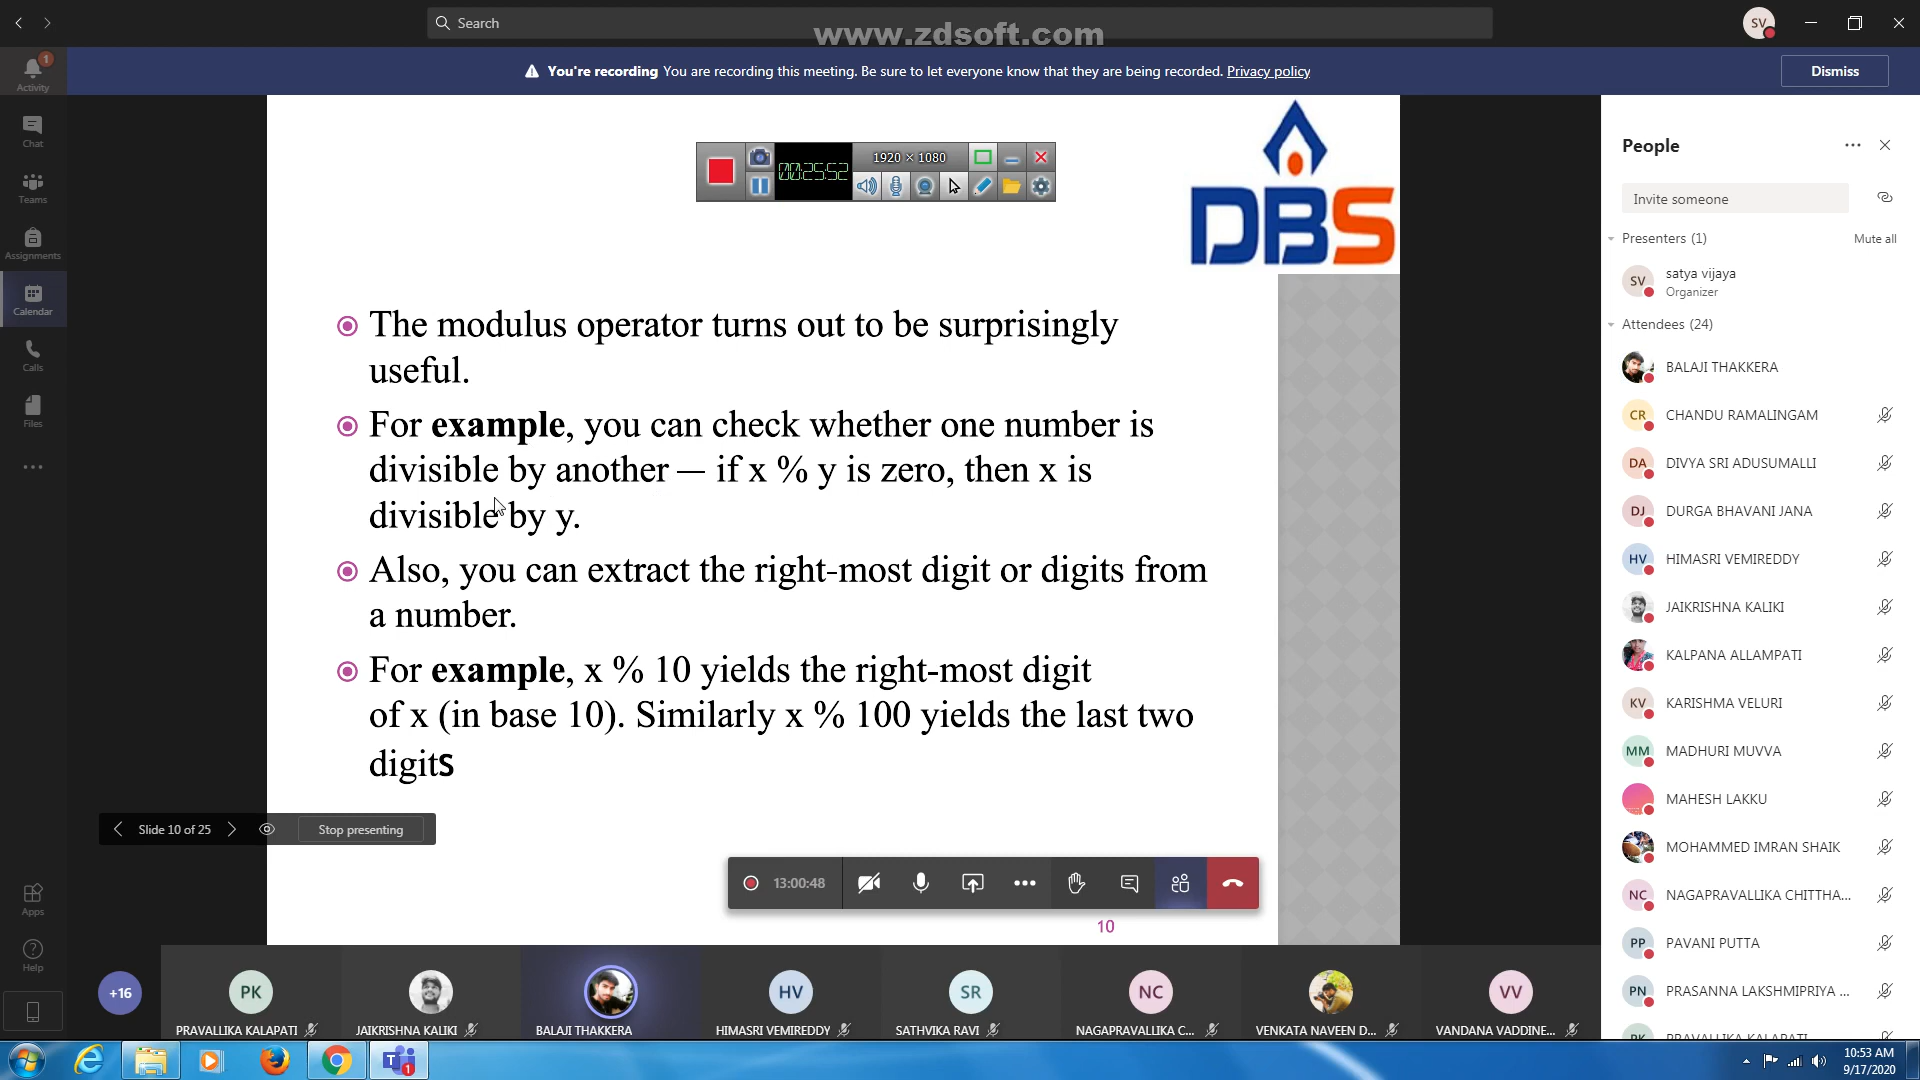 Search
www.zdsoft.com
SV
You're recording You are recording this meeting. Be sure to let everyone know that they are being recorded. Privacy policy
Dismiss
1
Activity
Chat
Teams
Assignments
Calendar
Calls
Files
Apps
Help
00:25:52
1920 × 1080
DBS
The modulus operator turns out to be surprisingly
useful.
For example, you can check whether one number is
divisible by another — if x % y is zero, then x is
divisible by y.
Also, you can extract the right-most digit or digits from
a number.
For example, x % 10 yields the right-most digit
of x (in base 10). Similarly x % 100 yields the last two
digits
Slide 10 of 25
Stop presenting
13:00:48
10
People
Invite someone
Presenters (1)
Mute all
SV
satya vijaya
Organizer
Attendees (24)
BALAJI THAKKERA
CR CHANDU RAMALINGAM
DA DIVYA SRI ADUSUMALLI
DJ DURGA BHAVANI JANA
HV HIMASRI VEMIREDDY
JAIKRISHNA KALIKI
KALPANA ALLAMPATI
KV KARISHMA VELURI
MM MADHURI MUVVA
MAHESH LAKKU
MOHAMMED IMRAN SHAIK
NC NAGAPRAVALLIKA CHITTHA...
PP PAVANI PUTTA
PN PRASANNA LAKSHMIPRIYA ...
PK PRAVALLIKA KALAPATI
+16
PK
PRAVALLIKA KALAPATI
JAIKRISHNA KALIKI
BALAJI THAKKERA
HV
HIMASRI VEMIREDDY
SR
SATHVIKA RAVI
NC
NAGAPRAVALLIKA C...
VENKATA NAVEEN D...
VV
VANDANA VADDINE...
T
1
10:53 AM
9/17/2020